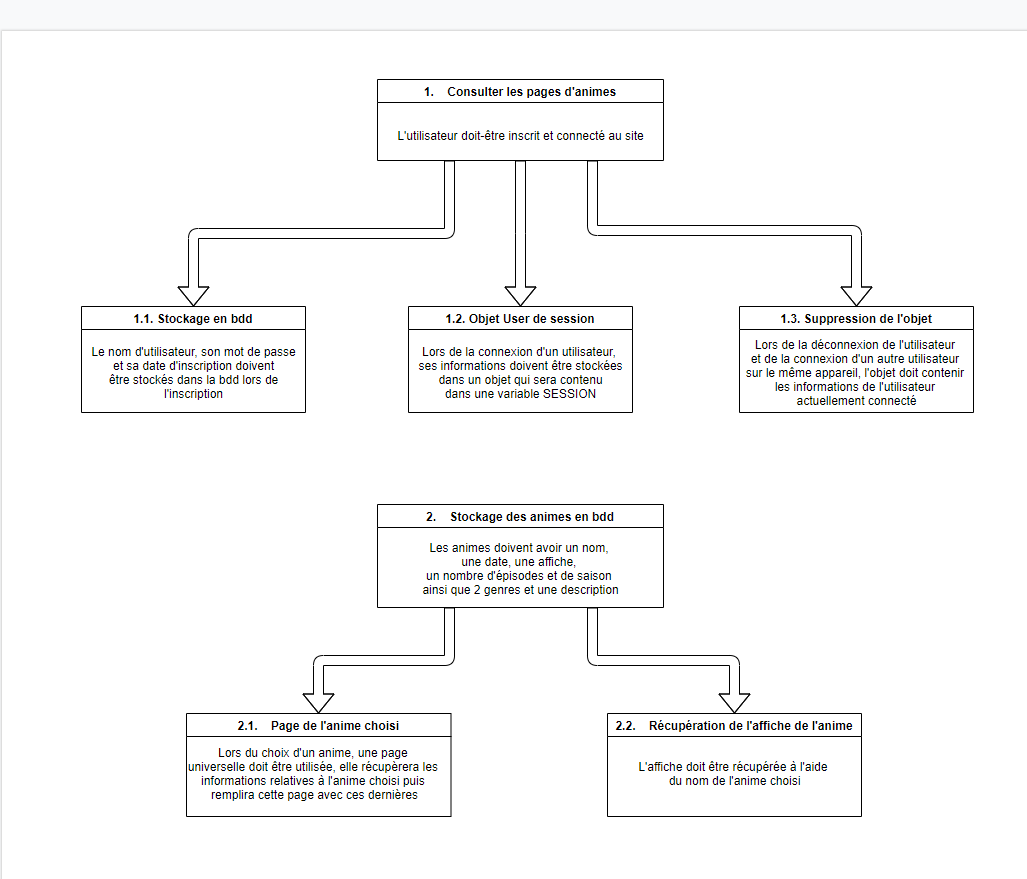 1. Consulter les pages d'animes
L'utilisateur doit-être inscrit et connecté au site
1.1. Stockage en bdd
Le nom d'utilisateur, son mot de passe
et sa date d'inscription doivent
être stockés dans la bdd lors de
l'inscription
1.2. Objet User de session
Lors de la connexion d'un utilisateur,
ses informations doivent être stockées
dans un objet qui sera contenu
dans une variable SESSION
1.3. Suppression de l'objet
Lors de la déconnexion de l'utilisateur
et de la connexion d'un autre utilisateur
sur le même appareil, l'objet doit contenir
les informations de l'utilisateur
actuellement connecté
2. Stockage des animes en bdd
Les animes doivent avoir un nom,
une date, une affiche,
un nombre d'épisodes et de saison
ainsi que 2 genres et une description
2.1. Page de l'anime choisi
Lors du choix d'un anime, une page
universelle doit être utilisée, elle récupèrera les
informations relatives à l'anime choisi puis
remplira cette page avec ces dernières
2.2. Récupération de l'affiche de l'anime
L'affiche doit être récupérée à l'aide
du nom de l'anime choisi